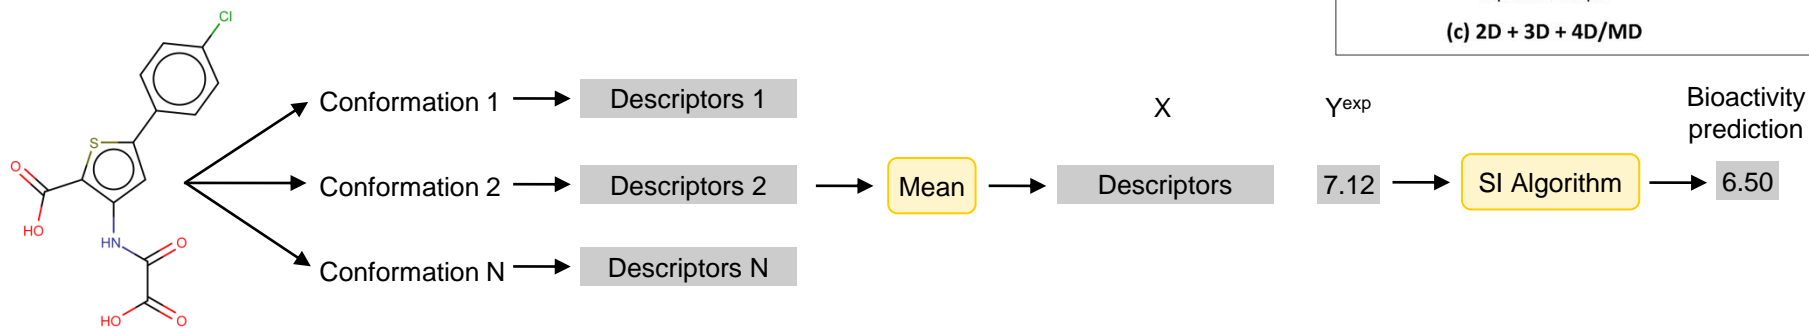 (c) 2D + 3D + 4D/MD
Cl
S
O
HO
HN
O
HO
O
Conformation 1
Descriptors 1
Conformation 2
Descriptors 2
Conformation N
Descriptors N
Mean
X
Descriptors
Yexp
7.12
SI Algorithm
Bioactivity
prediction
6.50